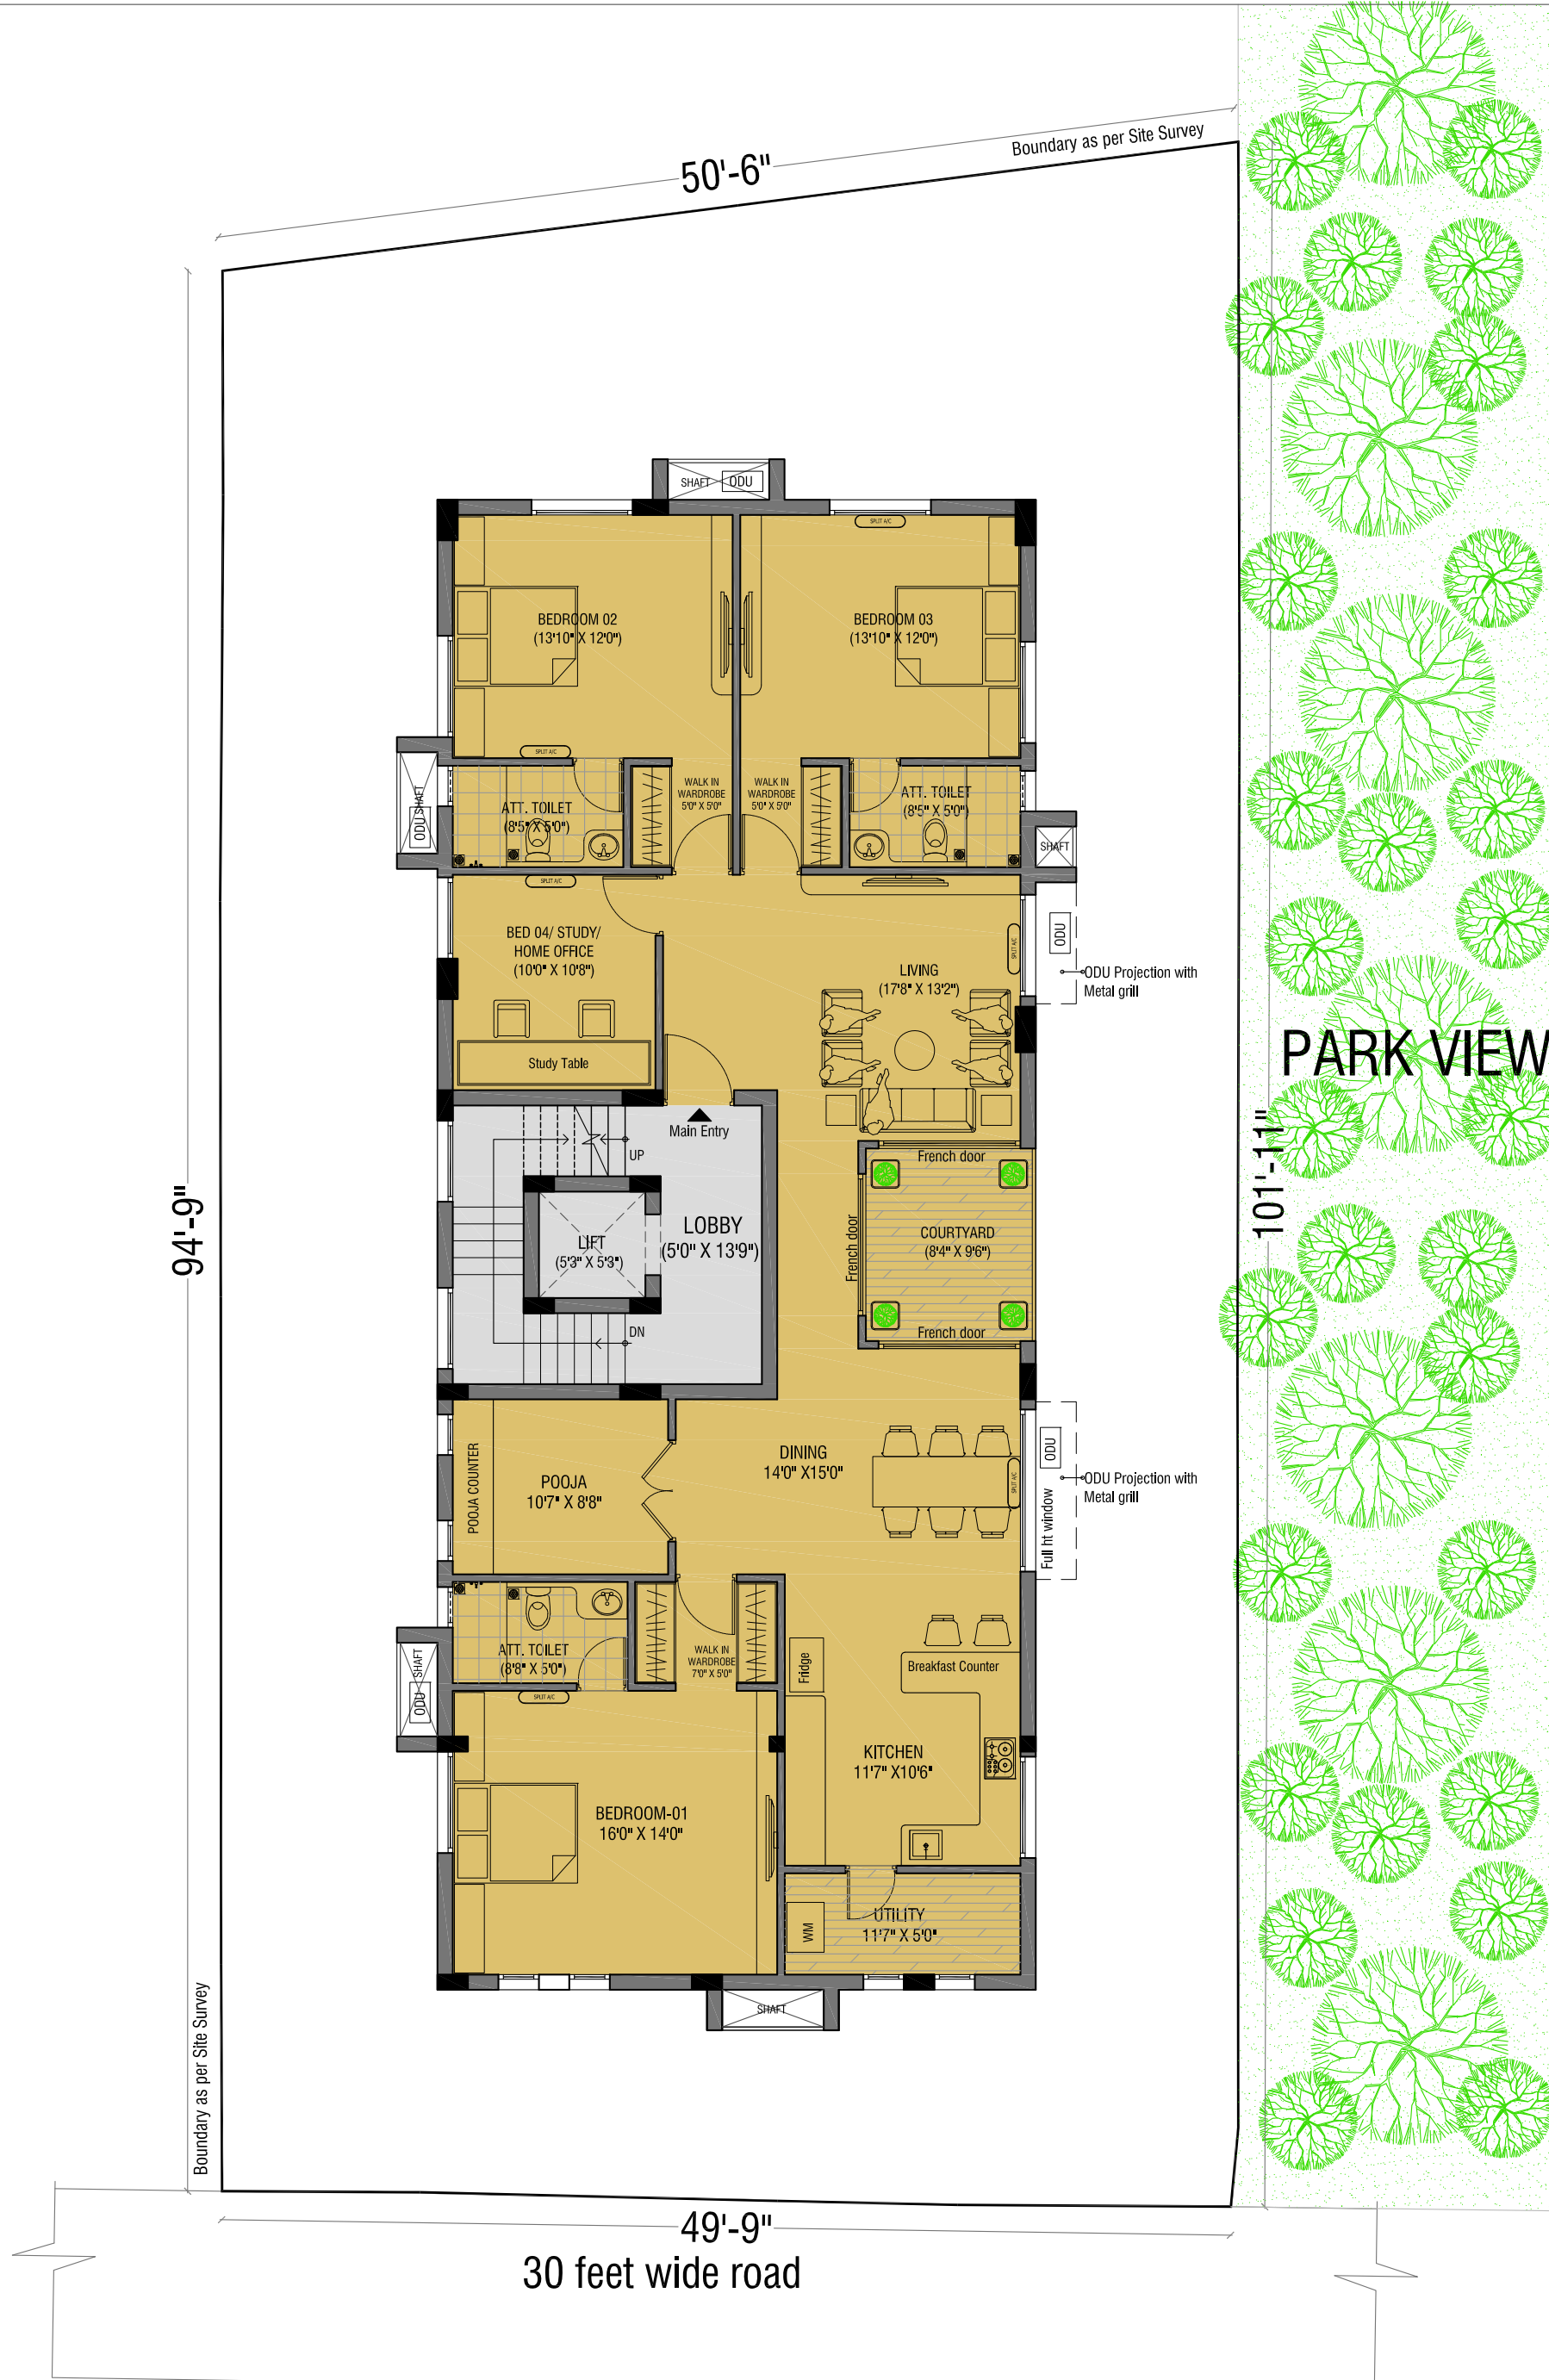 50'-6"
Boundary as per Site Survey
SHAFT
ODU
SPLIT A/C
BEDROOM 02
(13'10" X 12'0")
BEDROOM 03
(13'10" X 12'0")
SPLIT A/C
WALK IN
WARDROBE
5'0" X 5'0"
WALK IN
WARDROBE
5'0" X 5'0"
ATT. TOILET
(8'5" X 5'0")
ATT. TOILET
(8'5" X 5'0")
ODU
SHAFT
SHAFT
SPLIT A/C
BED 04/ STUDY/
HOME OFFICE
(10'0" X 10'8")
Study Table
LIVING
(17'8" X 13'2")
SPLIT A/C
ODU
ODU Projection with
Metal grill
PARK VIEW
Main Entry
UP
LOBBY
(5'0" X 13'9")
LIFT
(5'3" X 5'3")
DN
French door
French door
COURTYARD
(8'4" X 9'6")
French door
94'-9"
101'-11"
POOJA COUNTER
POOJA
10'7" X 8'8"
DINING
14'0" X15'0"
SPLIT A/C
ODU
ODU Projection with
Metal grill
Full ht window
ATT. TOILET
(8'8" X 5'0")
WALK IN
WARDROBE
7'0" X 5'0"
SHAFT
ODU
SPLIT A/C
Fridge
Breakfast Counter
KITCHEN
11'7" X10'6"
BEDROOM-01
16'0" X 14'0"
WM
UTILITY
11'7" X 5'0"
SHAFT
Boundary as per Site Survey
49'-9"
30 feet wide road